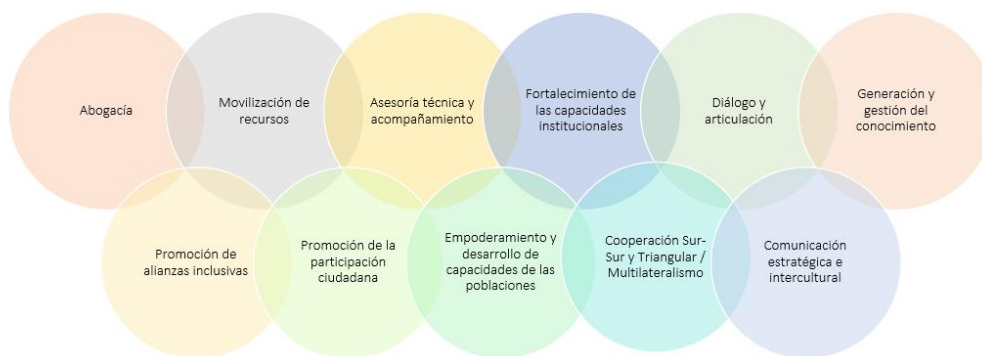 Abogacía
Movilización de
recursos
Asesoría técnica y
acompañamiento
Fortalecimiento de
las capacidades
institucionales
Diálogo y
articulación
Generación y
gestión del
conocimiento
Promoción de
alianzas inclusivas
Promoción de la
participación
ciudadana
Empoderamiento y
desarrollo de
capacidades de las
poblaciones
Cooperación Sur-
Sur y Triangular /
Multilateralismo
Comunicación
estratégica e
intercultural